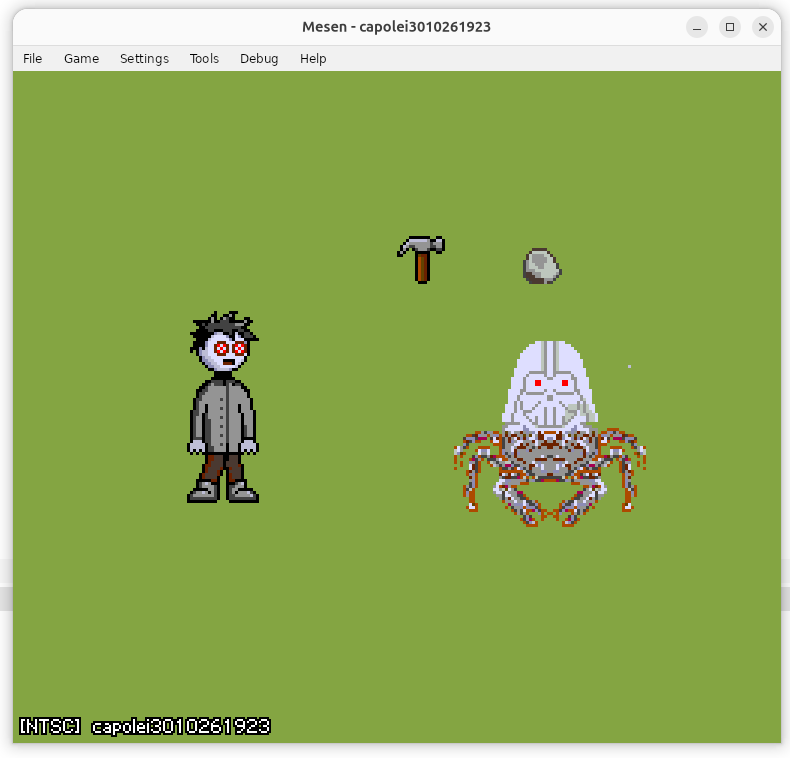 Mesen - capolei3010261923
File Game Settings Tools Debug Help
[NTSC] capolei3010261923